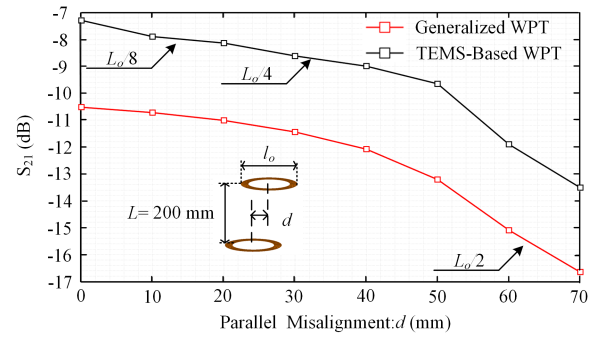 -7
-8
-9
-10
-11
-12
-13
-14
-15
-16
-17
S21 (dB)
Generalized WPT
TEMS-Based WPT
Lo/8
Lo/4
lo
L= 200 mm
d
Lo/2
0 10 20 30 40 50 60 70
Parallel Misalignment:d (mm)